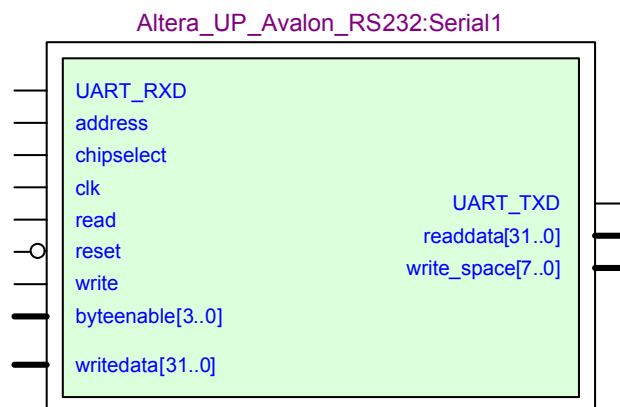 Altera_UP_Avalon_RS232:Serial1
UART_RXD
address
chipselect
clk
read
reset
write
byteenable[3..0]
writedata[31..0]
UART_TXD
readdata[31..0]
write_space[7..0]